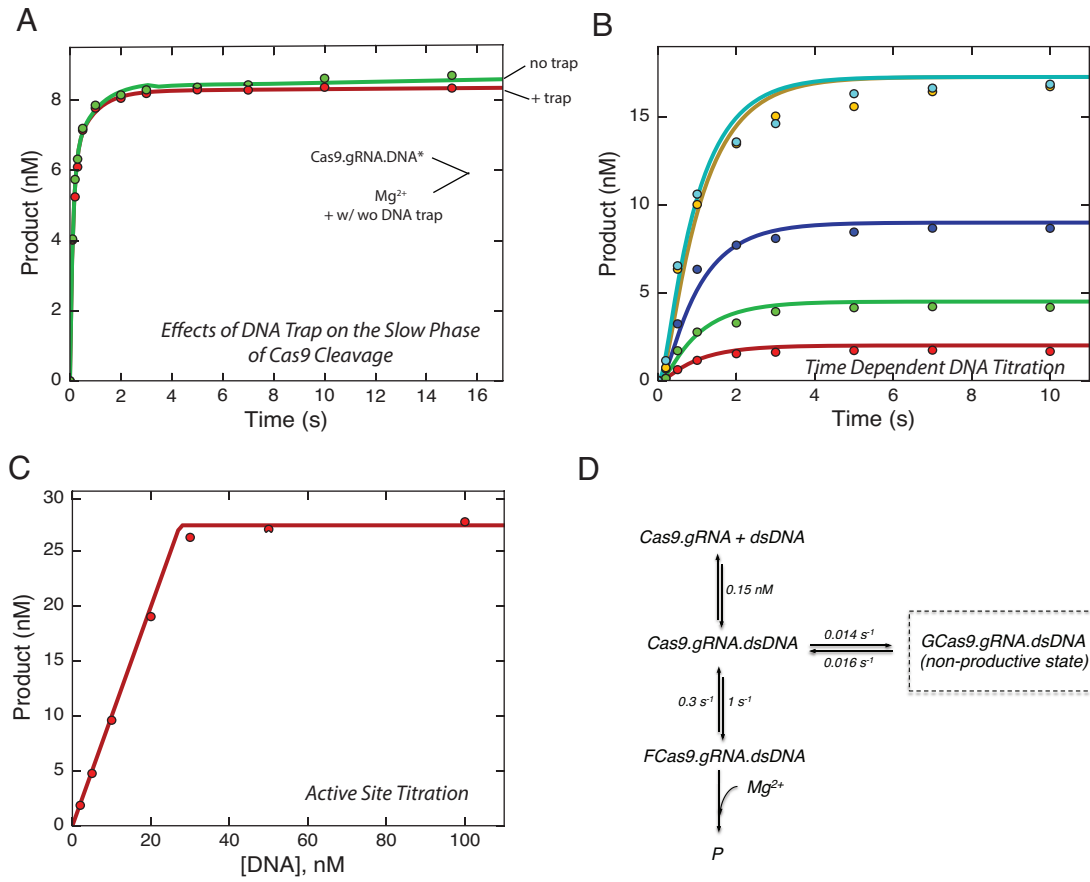 A
Product (nM)
8
6
4
2
0
0 2 4 6 8 10 12 14 16
Time (s)
no trap
+ trap
Cas9.gRNA.DNA*
Mg²⁺
+ w/ wo DNA trap
Effects of DNA Trap on the Slow Phase
of Cas9 Cleavage
B
Product (nM)
15
10
5
0
0 2 4 6 8 10
Time (s)
Time Dependent DNA Titration
C
Product (nM)
30
25
20
15
10
5
0
0 20 40 60 80 100
[DNA], nM
Active Site Titration
D
Cas9.gRNA + dsDNA
0.15 nM
Cas9.gRNA.dsDNA
0.014 s⁻¹
0.016 s⁻¹
GCas9.gRNA.dsDNA
(non-productive state)
0.3 s⁻¹ 1 s⁻¹
FCas9.gRNA.dsDNA
Mg²⁺
P